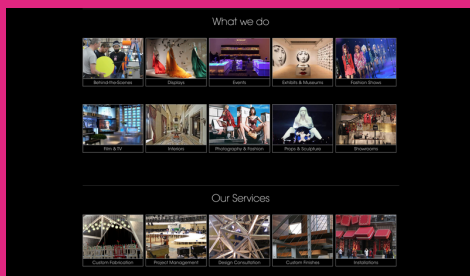 What we do
Behind-the-Scenes
Displays
Events
Exhibits & Museums
Fashion Shows
Film & TV
Interiors
Photography & Fashion
Props & Sculpture
Showrooms
Our Services
Custom Fabrication
Project Management
Design Consultation
Custom Finishes
Installations